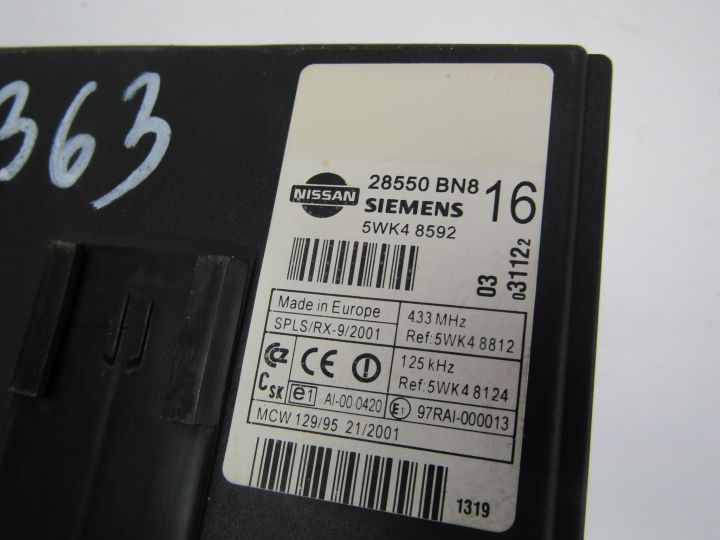 363
28550 BN8 16
NISSAN
SIEMENS
5WK4 8592
03
031122
Made in Europe
SPLS/RX-9/2001
433 MHz
Ref:5WK4 8812
125 kHz
Ref:5WK4 8124
CE
CSK
e1 AI-00 0420
E1 97RAI-000013
MCW 129/95 21/2001
1319